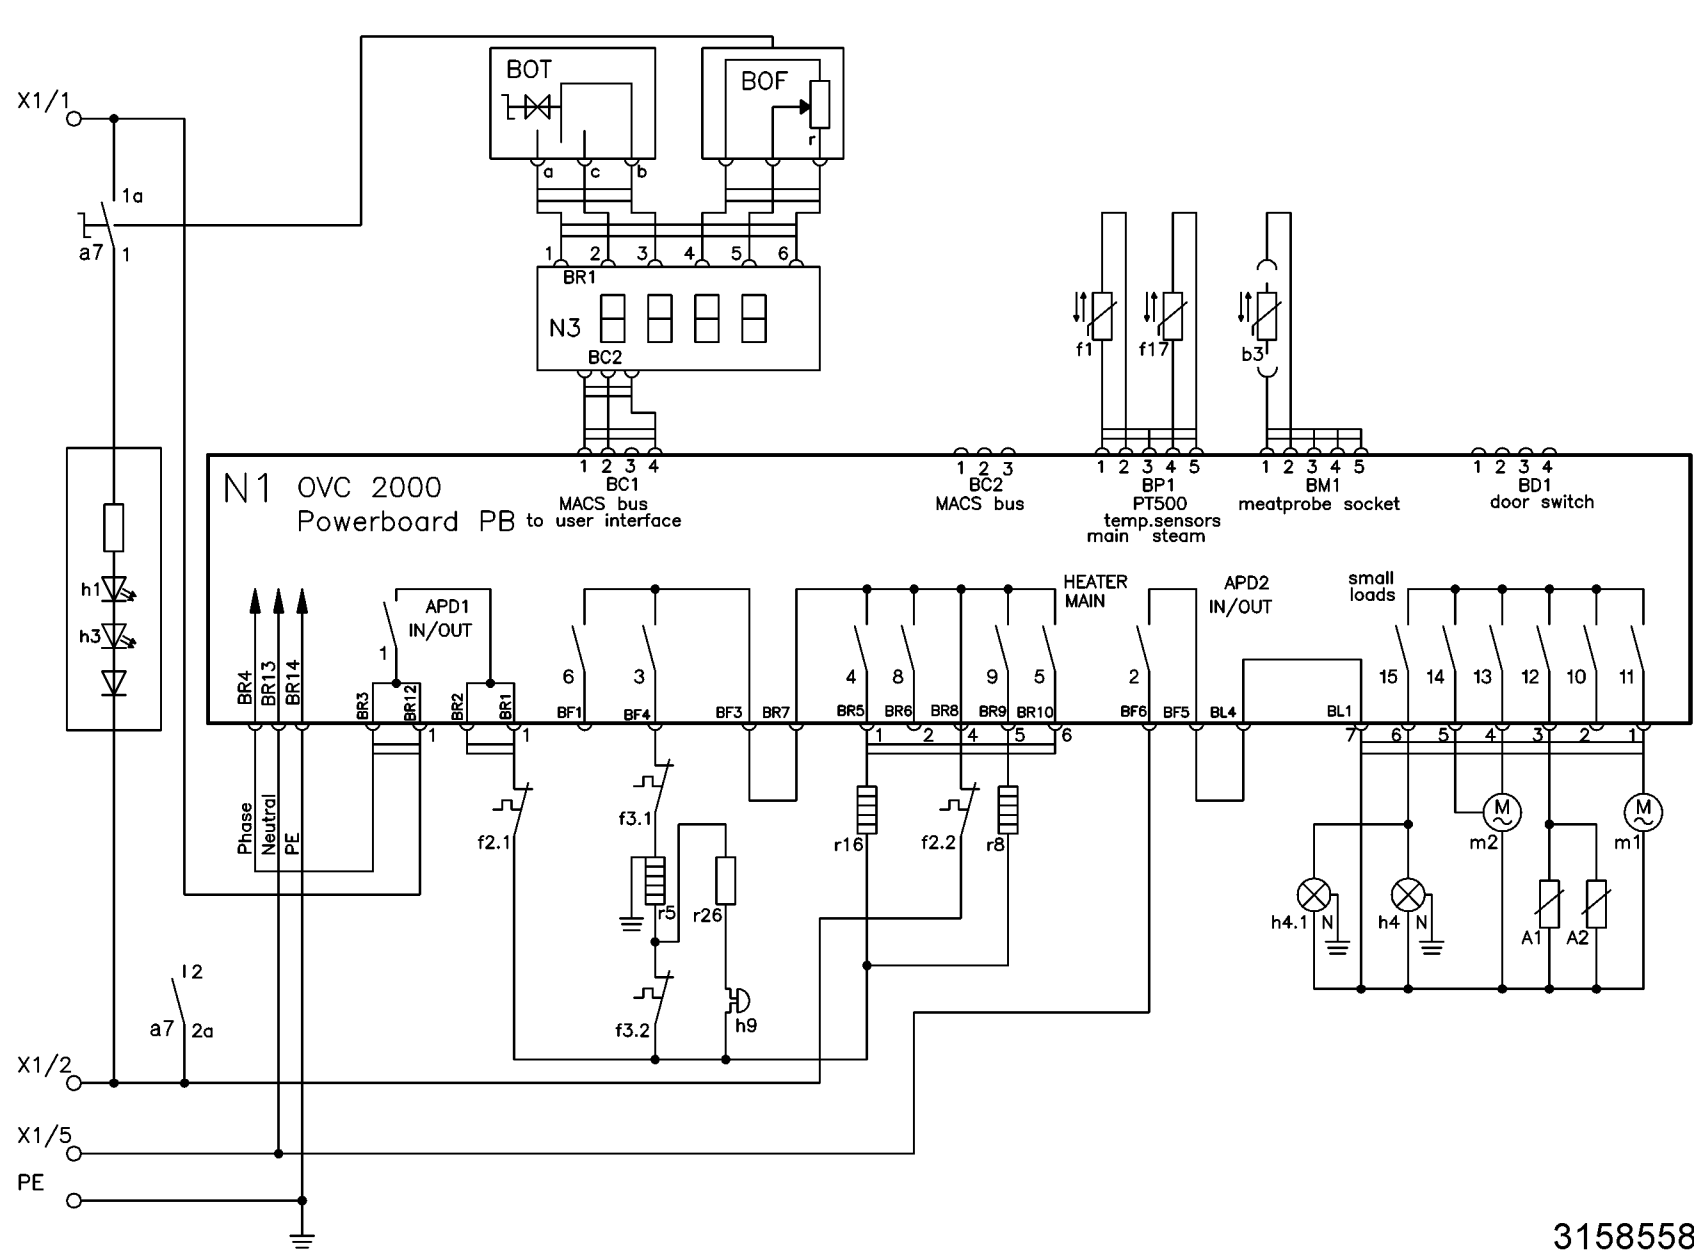 BOT
BOF
X1/1
r
a c b
1a
a7
1
1 2 3 4 5 6
BR1
N3
BC2
f1
f17
b3
1 2 3 4
1 2 3
1 2 3 4 5
1 2 3 4 5
1 2 3 4
BC1
BC2
BP1
BM1
BD1
N1 OVC 2000
Powerboard PB
MACS bus
to user interface
MACS bus
PT500
temp.sensors
main steam
meatprobe socket
door switch
h1
h3
APD1
IN/OUT
HEATER
MAIN
APD2
IN/OUT
small
loads
1
6
3
4
8
9
5
2
15
14
13
12
10
11
BR4
BR13
BR14
BR3
BR12
BR2
BR1
BF1
BF4
BF3
BR7
BR5
BR6
BR8
BR9
BR10
BF6
BF5
BL4
BL1
1
1
1 2 4 5 6
7 6 5 4 3 2 1
Phase
Neutral
PE
f2.1
f3.1
r16
f2.2
r8
M
m2
M
m1
r5
r26
h4.1
N
h4
N
A1
A2
12
a7
2a
f3.2
h9
X1/2
X1/5
PE
3158558